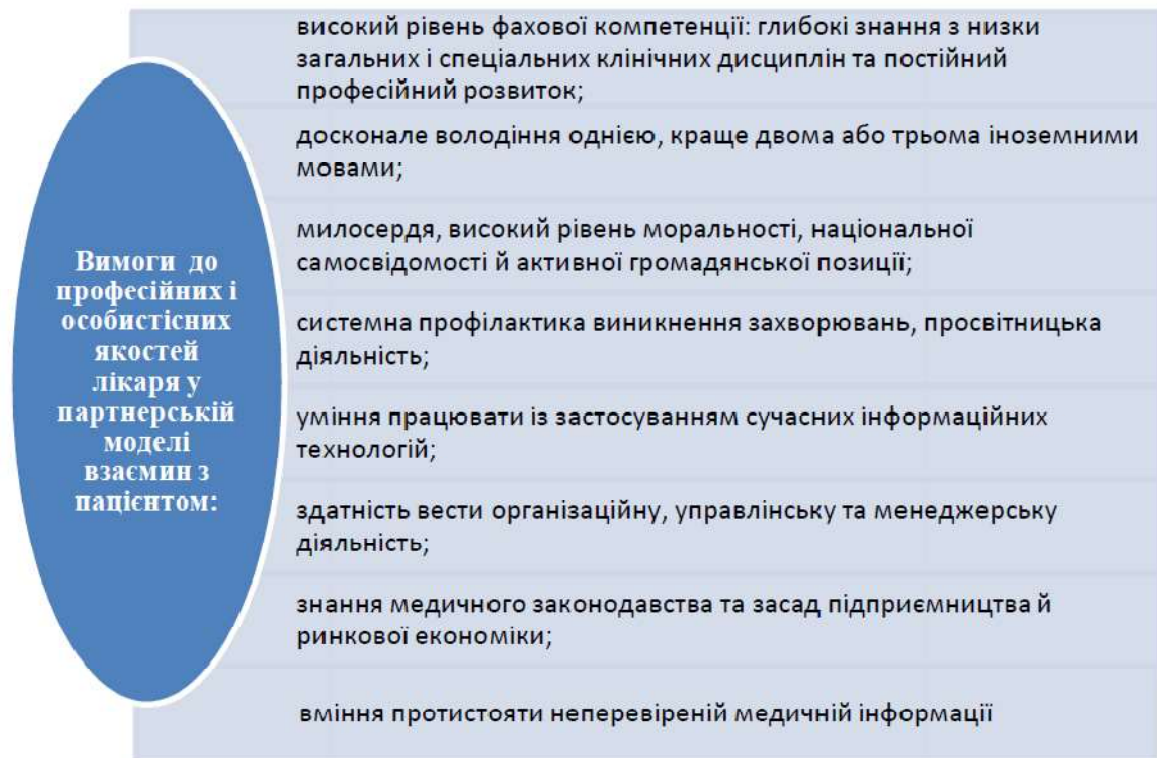 Вимоги до
професійних і
особистісних
якостей
лікаря у
партнерській
моделі
взаємин з
пацієнтом:
високий рівень фахової компетенції: глибокі знання з низки
загальних і спеціальних клінічних дисциплін та постійний
професійний розвиток;
досконале володіння однією, краще двома або трьома іноземними
мовами;
милосердя, високий рівень моральності, національної
самосвідомості й активної громадянської позиції;
системна профілактика виникнення захворювань, просвітницька
діяльність;
уміння працювати із застосуванням сучасних інформаційних
технологій;
здатність вести організаційну, управлінську та менеджерську
діяльність;
знання медичного законодавства та засад підприємництва й
ринкової економіки;
вміння протистояти неперевіреній медичній інформації